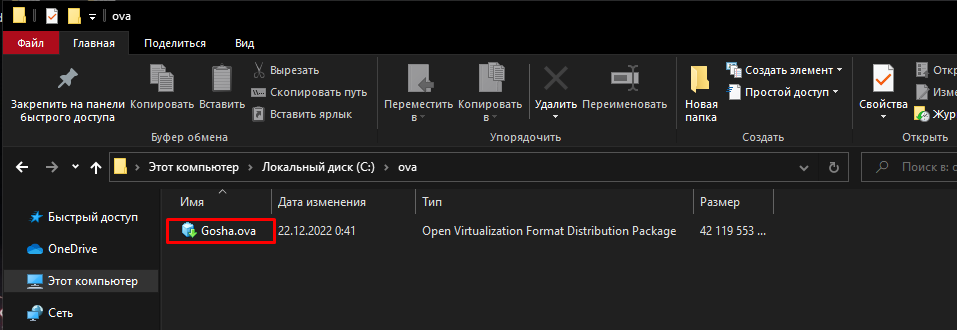 ova
Файл Главная Поделиться Вид
Закрепить на панели быстрого доступа
Копировать
Вставить
Вырезать
Скопировать путь
Вставить ярлык
Буфер обмена
Переместить в
Копировать в
Удалить
Переименовать
Упорядочить
Новая папка
Создать элемент
Простой доступ
Создать
Свойства
Откр
Изме
Жур
Открыть
Этот компьютер Локальный диск (C:) ova
Поиск в: o
Имя Дата изменения Тип Размер
Gosha.ova 22.12.2022 0:41 Open Virtualization Format Distribution Package 42 119 553 ...
Быстрый доступ
OneDrive
Этот компьютер
Сеть